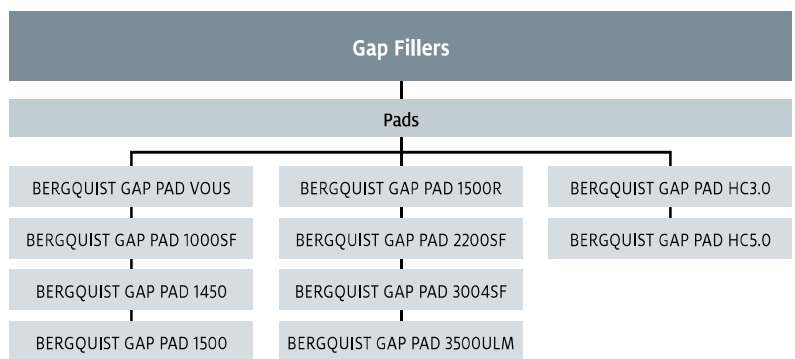 Gap Fillers
Pads
BERGQUIST GAP PAD VOUS
BERGQUIST GAP PAD 1000SF
BERGQUIST GAP PAD 1450
BERGQUIST GAP PAD 1500
BERGQUIST GAP PAD 1500R
BERGQUIST GAP PAD 2200SF
BERGQUIST GAP PAD 3004SF
BERGQUIST GAP PAD 3500ULM
BERGQUIST GAP PAD HC3.0
BERGQUIST GAP PAD HC5.0